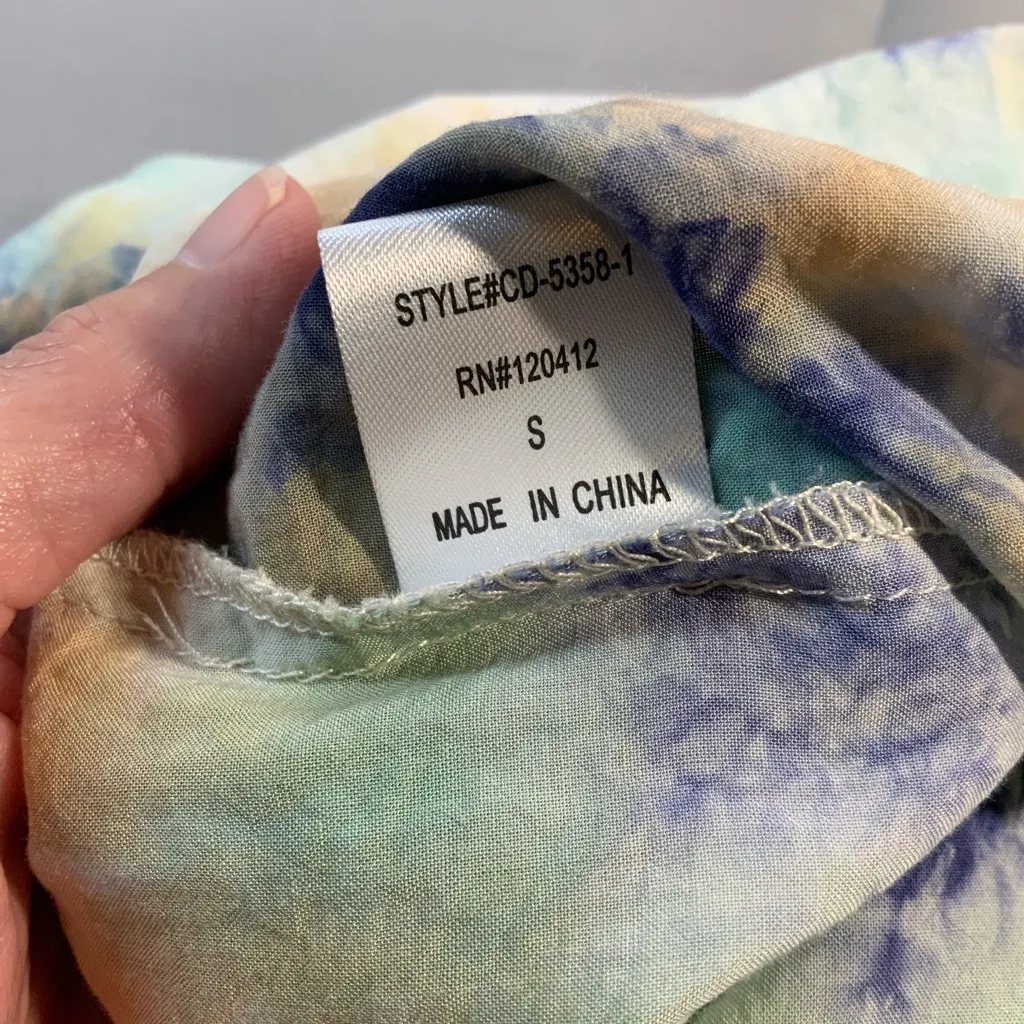 STYLE#CD-5358-1
RN#120412
S
MADE IN CHINA